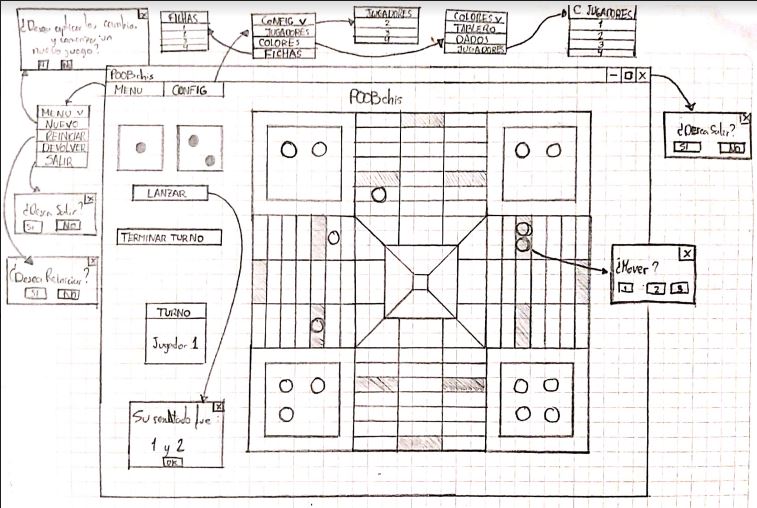 ¿Desea aplicar los cambios
y comenzar un
nuevo juego?
SI NO
FICHAS
1
2
3
4
CONFIG v
JUGADORES
COLORES
FICHAS
JUGADORES
2
3
4
COLORES v
TABLERO
DADOS
JUGADORES
C JUGADORES
1
2
3
4
POOBchis
MENU CONFIG
- X
POOBchis
MENU v
NUEVO
REINICIAR
DEVOLVER
SALIR
X
¿Desea Salir?
SI NO
X
¿Desea Salir?
SI NO
X
¿Desea Reiniciar?
SI NO
LANZAR
TERMINAR TURNO
X
¿Mover?
1 2 3
TURNO
Jugador 1
X
Su resultado fue:
1 y 2
OK